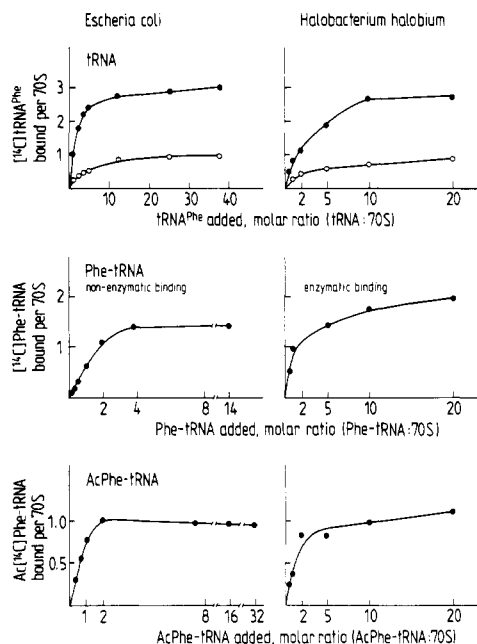 Escheria coli
Halobacterium halobium
tRNA
[¹⁴C]tRNAᴾʰᵉ
bound per 70S
3
2
1
0 10 20 30 40
3
2
1
2 5 10 20
tRNAᴾʰᵉ added, molar ratio (tRNA:70S)
Phe-tRNA
non-enzymatic binding
enzymatic binding
[¹⁴C]Phe-tRNA
bound per 70S
2
1
2 4 8 14
2
1
2 5 10 20
Phe-tRNA added, molar ratio (Phe-tRNA:70S)
AcPhe-tRNA
Ac[¹⁴C]Phe-tRNA
bound per 70S
1.0
0.5
1 2 8 16 32
2 5 10 20
AcPhe-tRNA added, molar ratio (AcPhe-tRNA:70S)